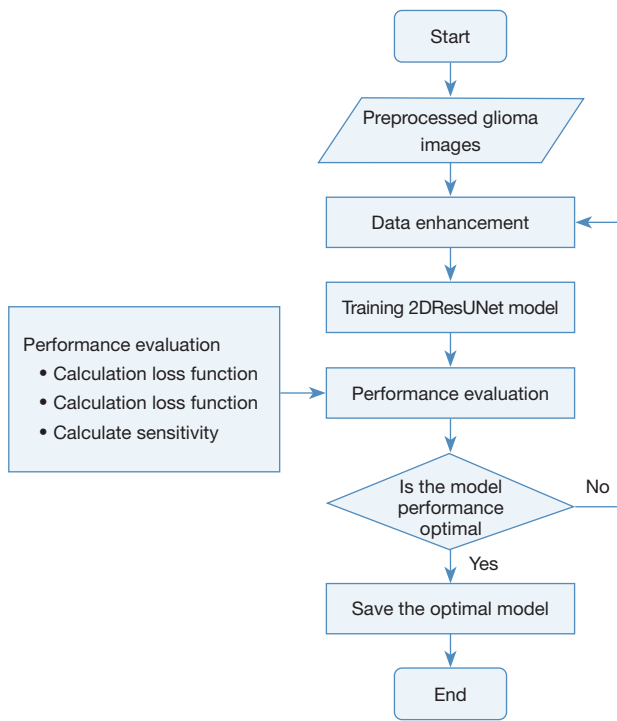 Start
Preprocessed glioma
images
Data enhancement
Training 2DResUNet model
Performance evaluation
• Calculation loss function
• Calculation loss function
• Calculate sensitivity
Performance evaluation
Is the model
performance
optimal
No
Yes
Save the optimal model
End